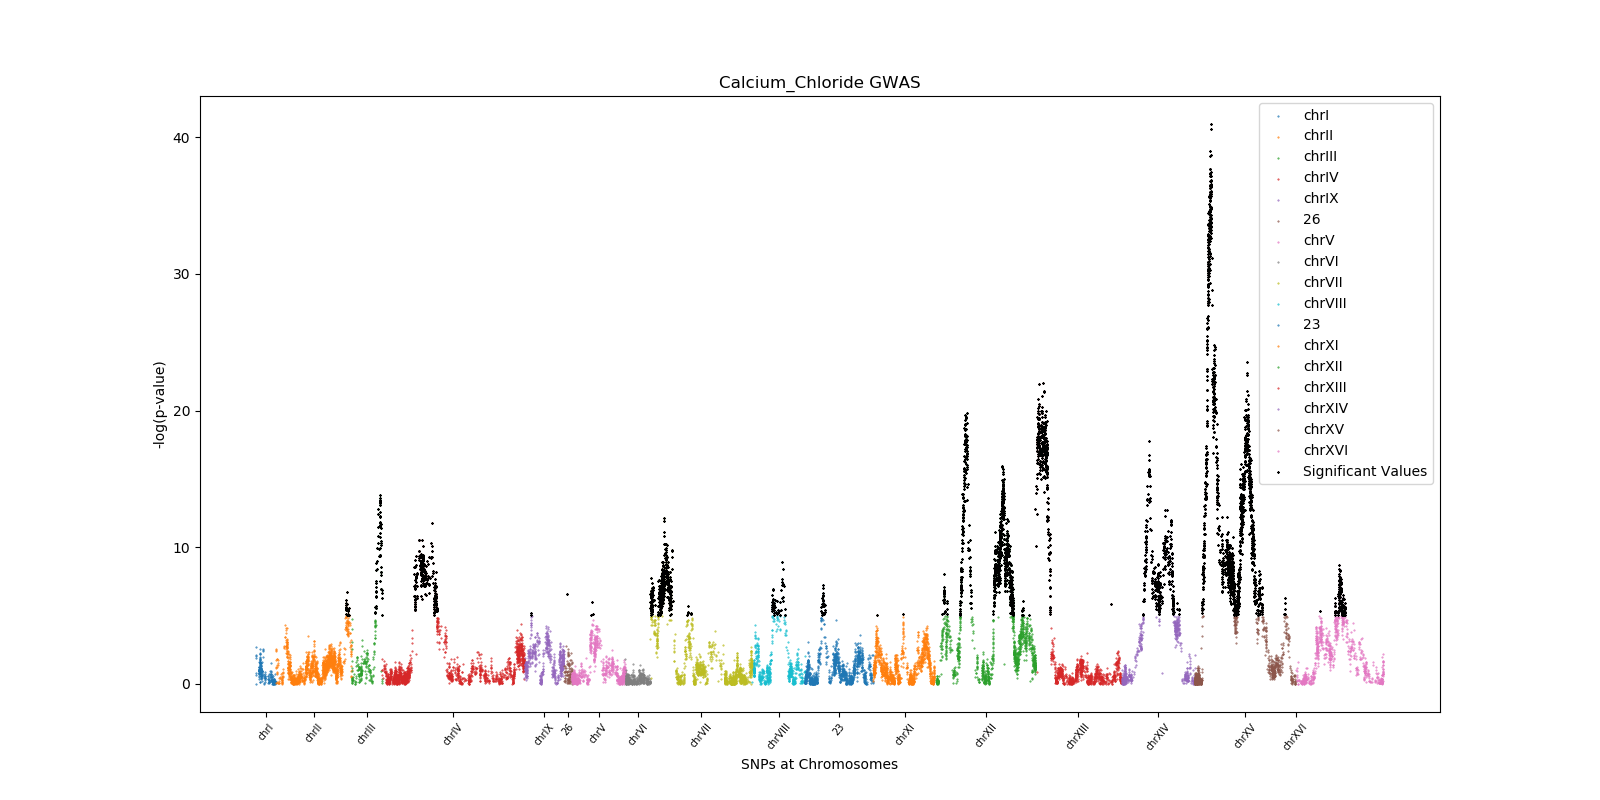 Calcium_Chloride GWAS
-log(p-value)
40
30
20
10
0
chrI
chrII
chrIII
chrIV
chrIX
26
chrV
chrVI
chrVII
chrVIII
23
chrXI
chrXII
chrXIII
chrXIV
chrXV
chrXVI
Significant Values
chrI
chrII
chrIII
chrIV
chrIX
26
chrV
chrVI
chrVII
chrVIII
23
chrXI
chrXII
chrXIII
chrXIV
chrXV
chrXVI
SNPs at Chromosomes